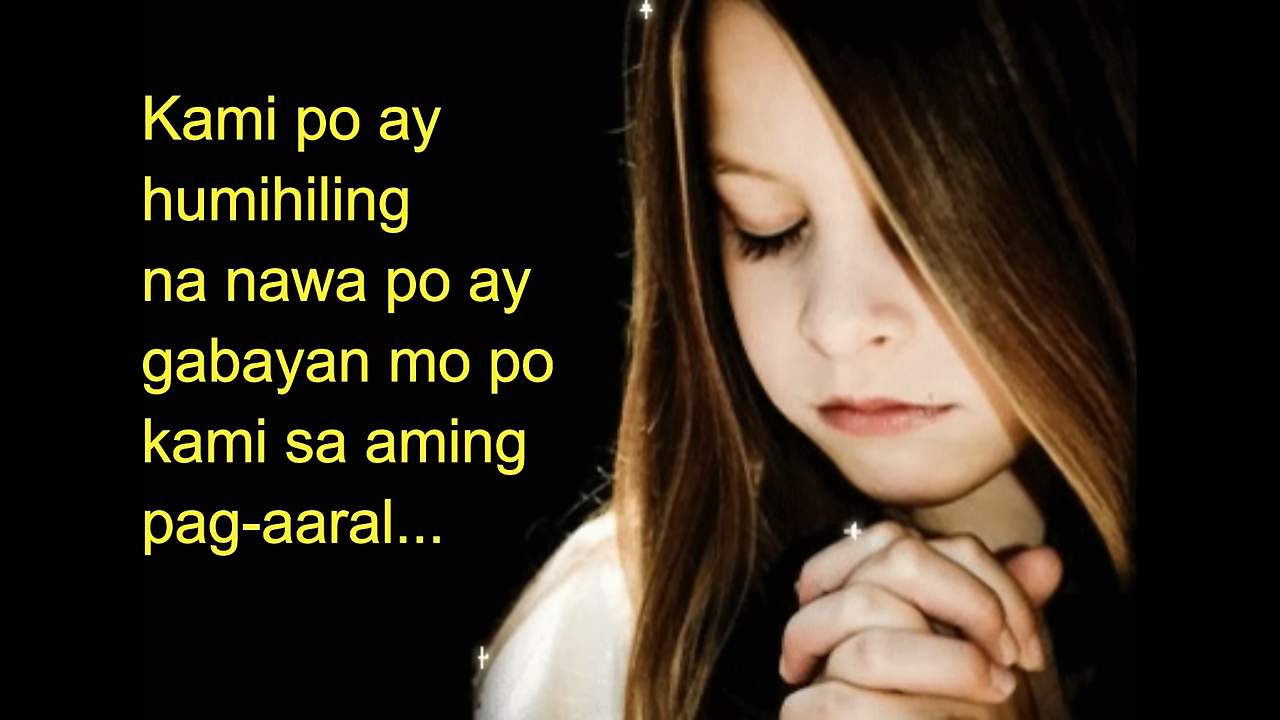 Kami po ay
humihiling
na nawa po ay
gabayan mo po
kami sa aming
pag-aaral...